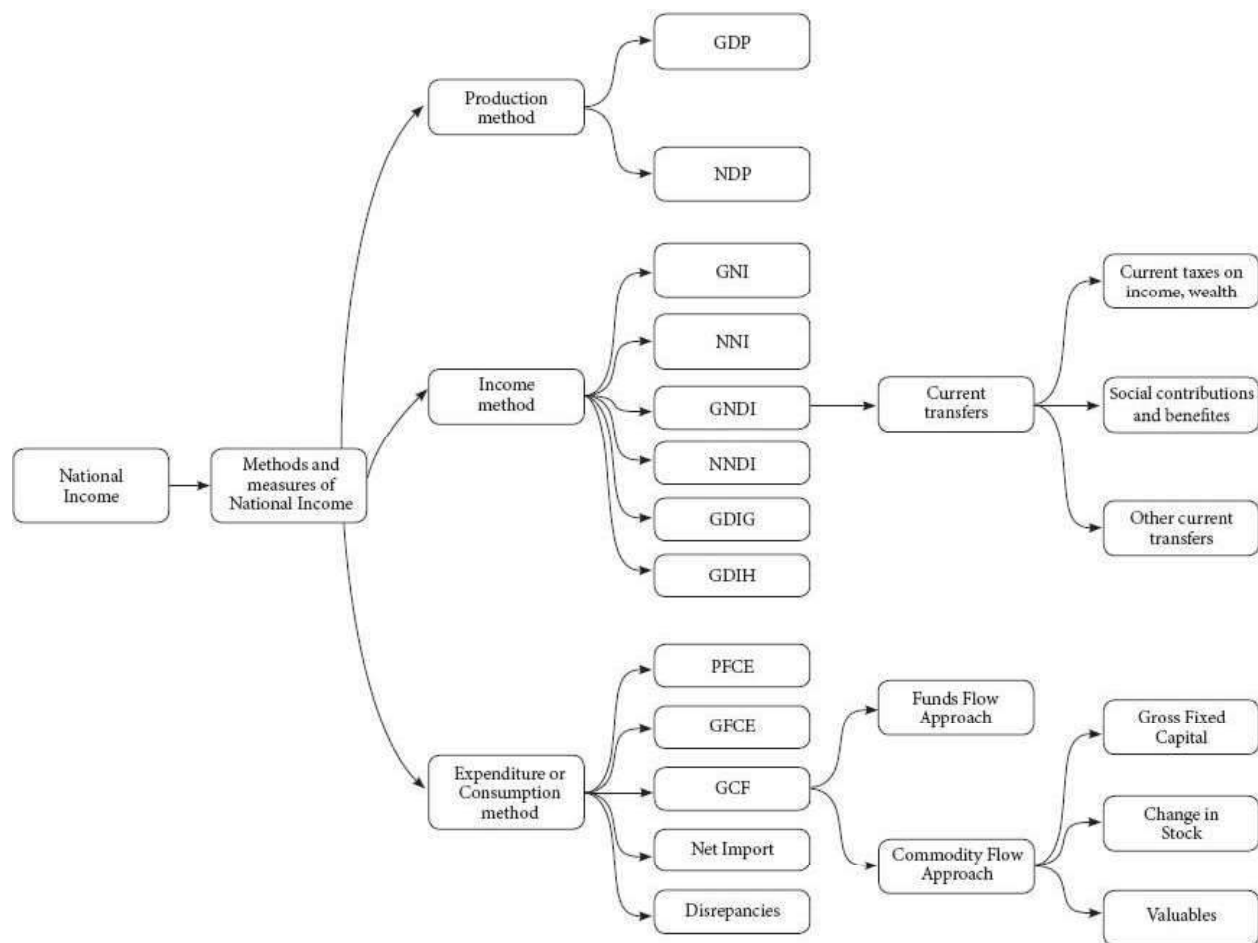 National
Income
Methods and
measures of
National Income
Production
method
GDP
NDP
Income
method
GNI
NNI
GNDI
NNDI
GDIG
GDIH
Current
transfers
Current taxes on
income, wealth
Social contributions
and benefites
Other current
transfers
Expenditure or
Consumption
method
PFCE
GFCE
GCF
Net Import
Disrepancies
Funds Flow
Approach
Commodity Flow
Approach
Gross Fixed
Capital
Change in
Stock
Valuables